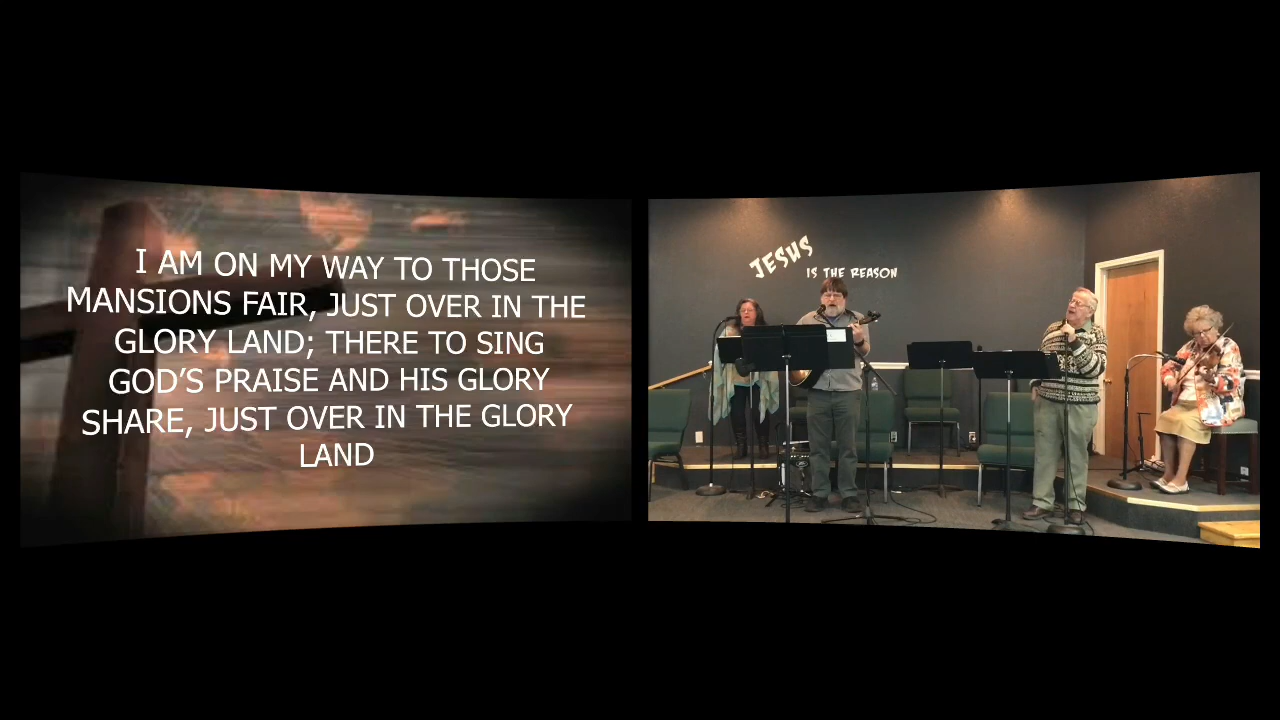 I AM ON MY WAY TO THOSE
MANSIONS FAIR, JUST OVER IN THE
GLORY LAND; THERE TO SING
GOD'S PRAISE AND HIS GLORY
SHARE, JUST OVER IN THE GLORY
LAND
JESUS
IS THE REASON